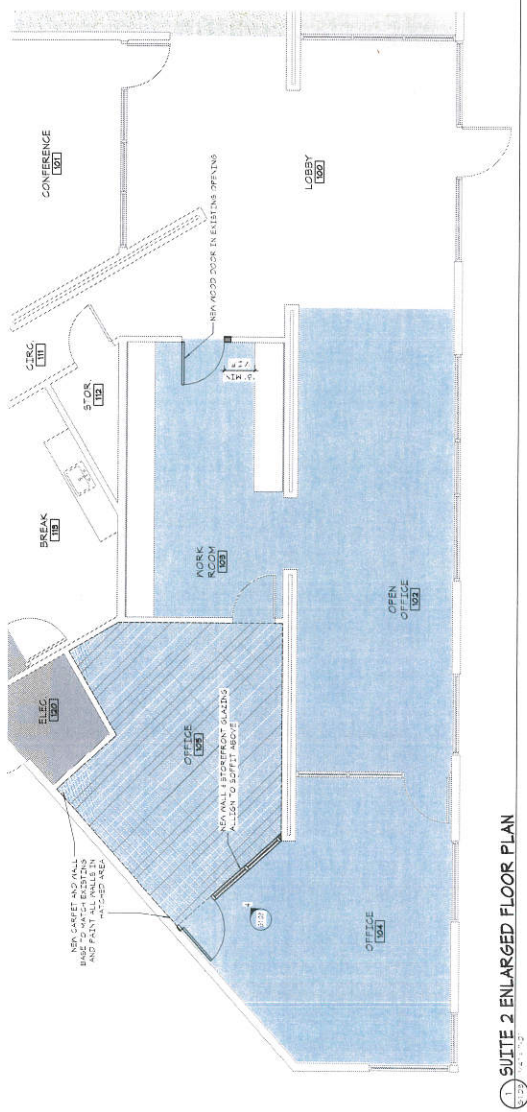 CONFERENCE
101
CIRC.
111
STOR.
112
BREAK
113
ELEC
120
NEW WOOD DOOR IN EXISTING OPENING
LOBBY
100
WORK
ROOM
103
OFFICE
105
NEW CARPET AND WALL
BASE TO MATCH EXISTING
AND PAINT ALL WALLS IN
HATCHED AREA
NEW WALL & STOREFRONT GLAZING
ALLIGN TO SOFFIT ABOVE
OPEN
OFFICE
102
OFFICE
104
1
SUITE 2 ENLARGED FLOOR PLAN